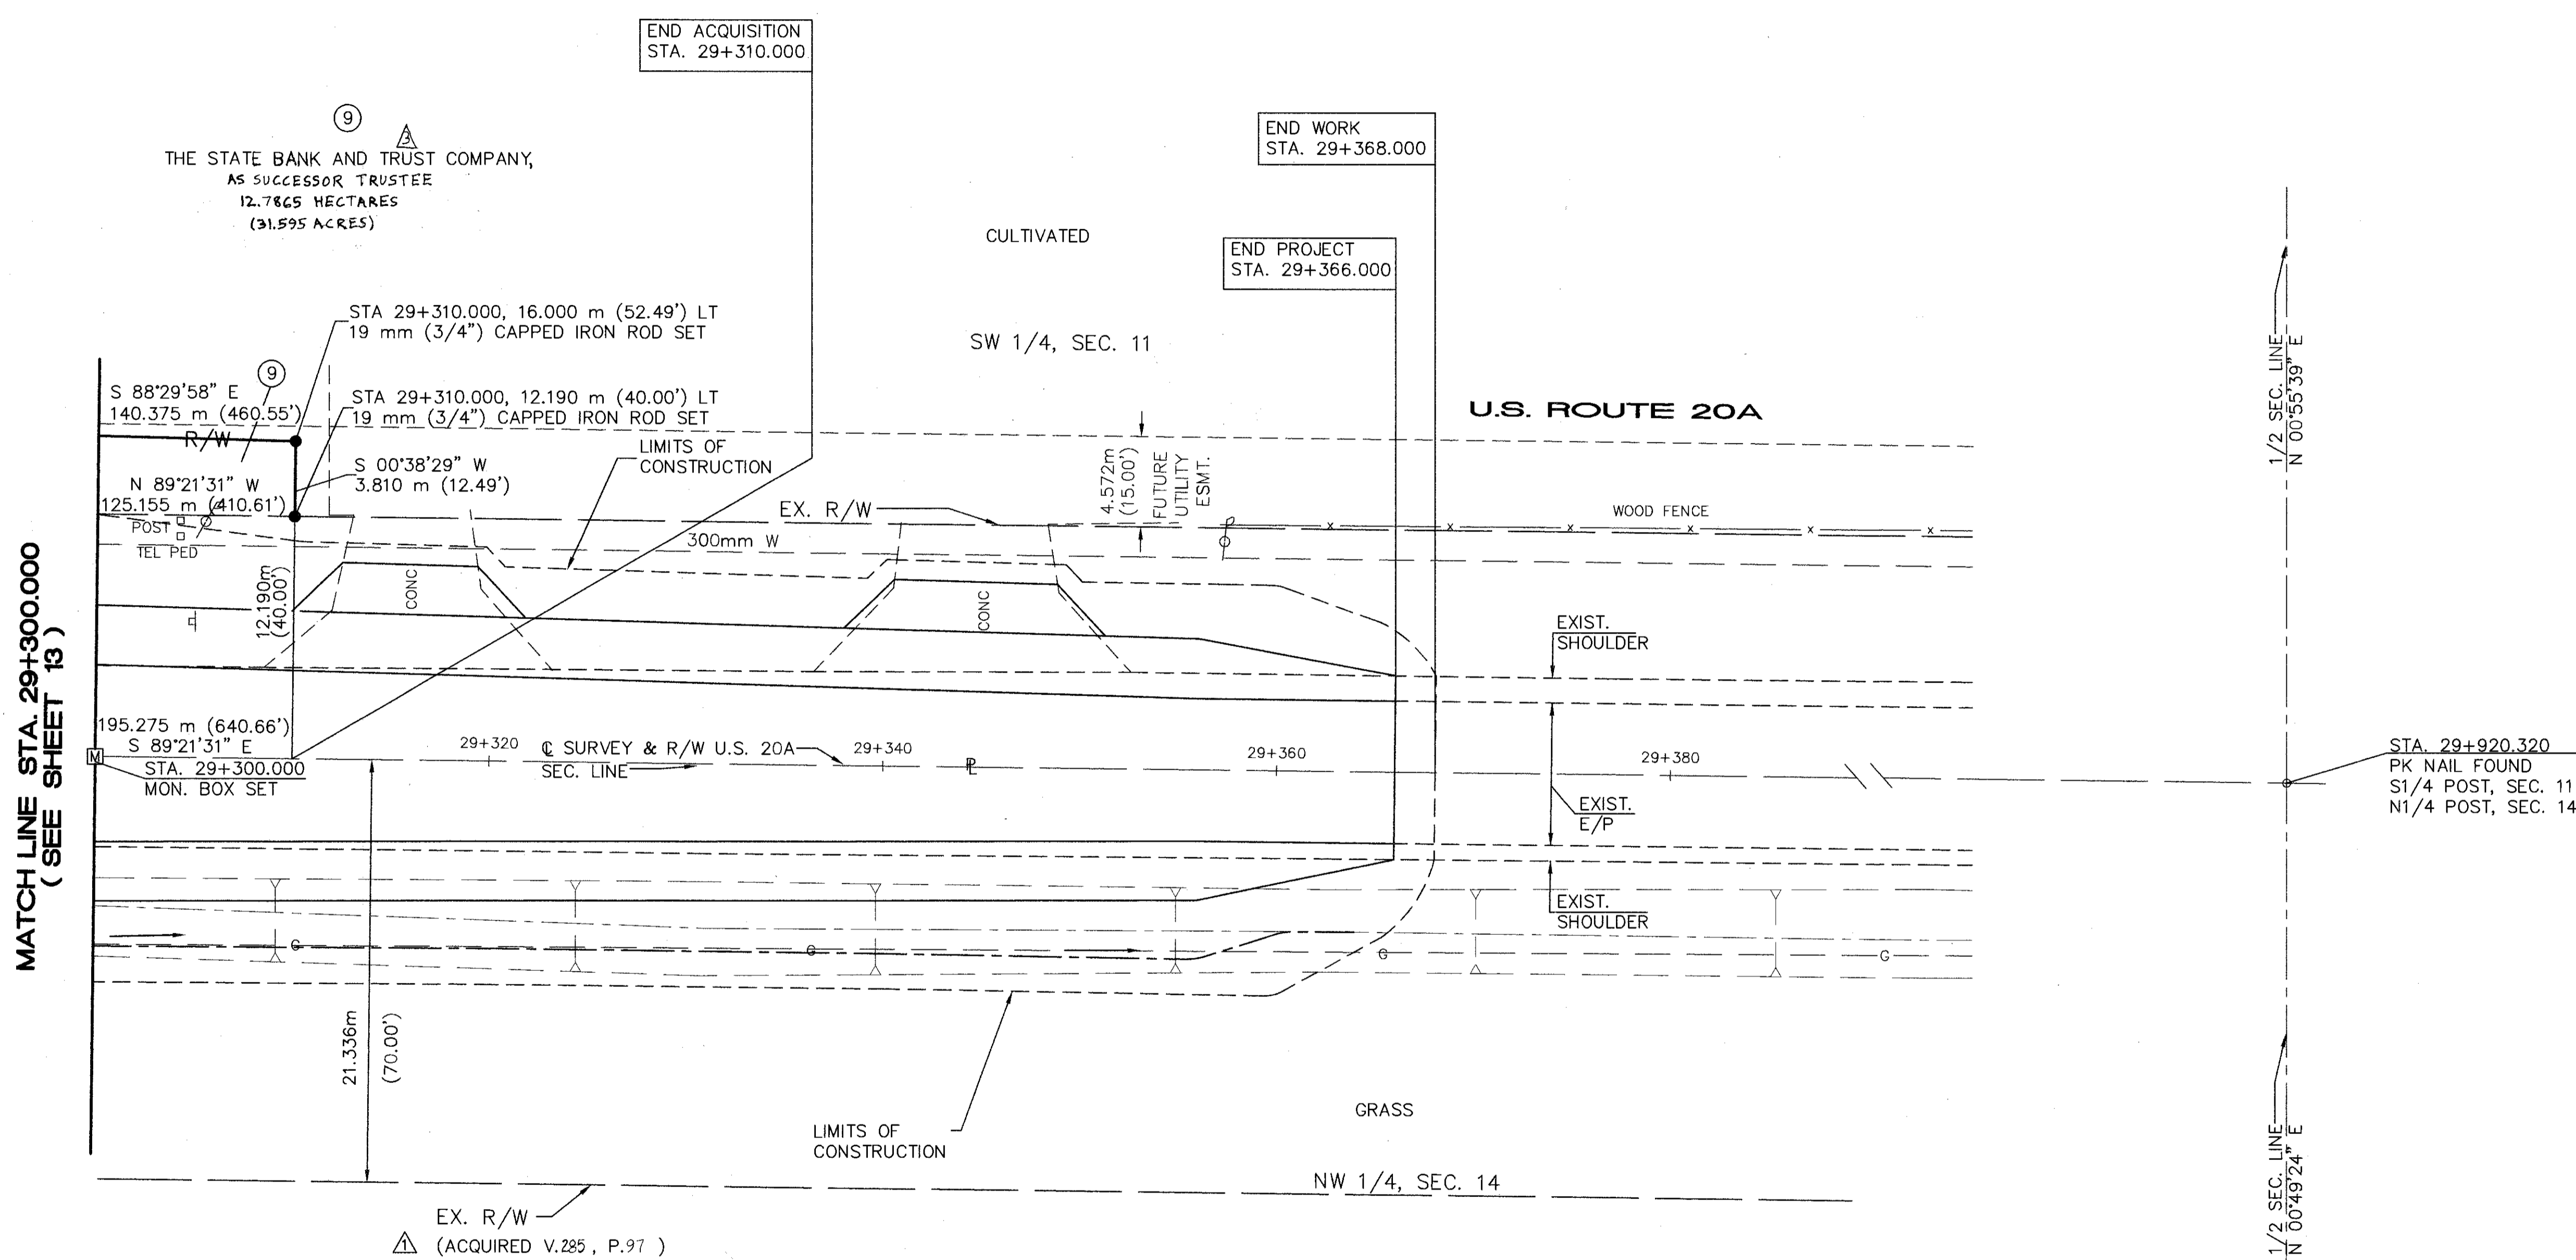 END ACQUISITION
STA. 29+310.000
9
3
THE STATE BANK AND TRUST COMPANY,
AS SUCCESSOR TRUSTEE
12.7865 HECTARES
(31.595 ACRES)
END WORK
STA. 29+368.000
CULTIVATED
END PROJECT
STA. 29+366.000
STA 29+310.000, 16.000 m (52.49') LT
19 mm (3/4") CAPPED IRON ROD SET
SW 1/4, SEC. 11
9
S 88°29'58" E
140.375 m (460.55')
R/W
STA 29+310.000, 12.190 m (40.00') LT
19 mm (3/4") CAPPED IRON ROD SET
U.S. ROUTE 20A
1/2 SEC. LINE
N 00°55'39" E
LIMITS OF
CONSTRUCTION
S 00°38'29" W
3.810 m (12.49')
N 89°21'31" W
125.155 m (410.61')
POST
TEL PED
4.572m
(15.00')
FUTURE
UTILITY
ESMT.
EX. R/W
WOOD FENCE
x x x x x x
300mm W
CONC
CONC
12.190m
(40.00')
EXIST.
SHOULDER
MATCH LINE STA. 29+300.000
( SEE SHEET 13 )
195.275 m (640.66')
S 89°21'31" E
M
STA. 29+300.000
MON. BOX SET
29+320
℄ SURVEY & R/W U.S. 20A
SEC. LINE
29+340
29+360
29+380
STA. 29+920.320
PK NAIL FOUND
S1/4 POST, SEC. 11
N1/4 POST, SEC. 14
EXIST.
E/P
EXIST.
SHOULDER
G G G G
21.336m
(70.00')
GRASS
LIMITS OF
CONSTRUCTION
NW 1/4, SEC. 14
1/2 SEC. LINE
N 00°49'24" E
EX. R/W
1 (ACQUIRED V.285, P.97 )